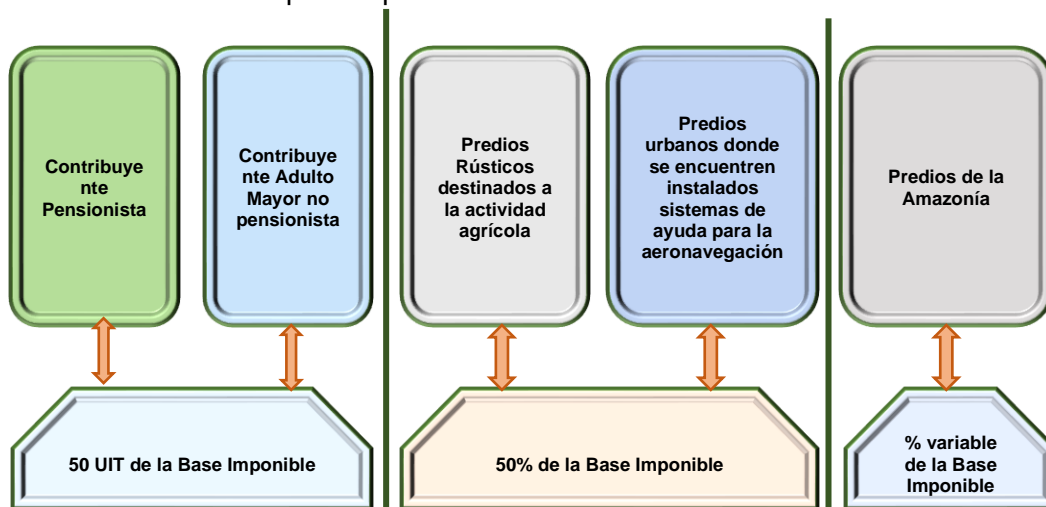 Contribuye
nte
Pensionista
Contribuye
nte Adulto
Mayor no
pensionista
Predios
Rústicos
destinados a
la actividad
agrícola
Predios
urbanos donde
se encuentren
instalados
sistemas de
ayuda para la
aeronavegación
Predios de la
Amazonía
50 UIT de la Base Imponible
50% de la Base Imponible
% variable
de la Base
Imponible